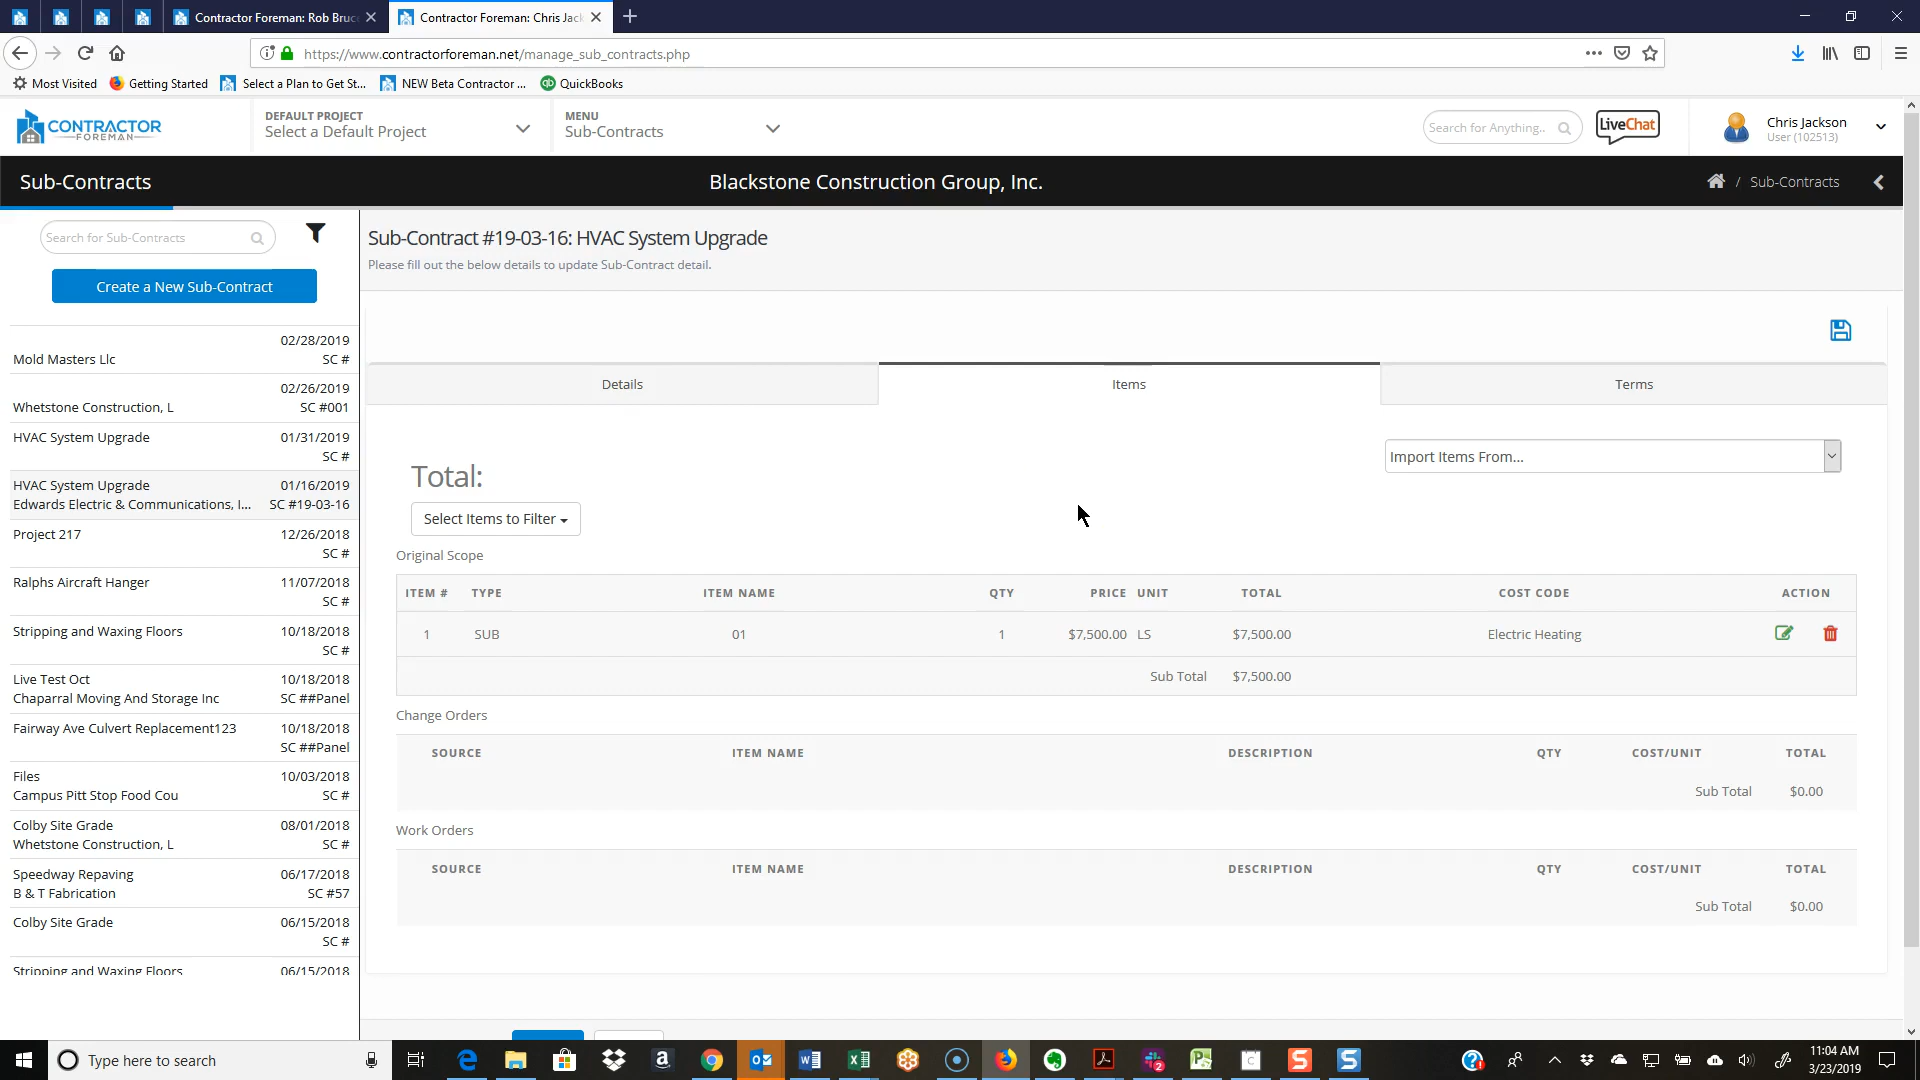 Contractor Foreman: Rob Bruc
Contractor Foreman: Chris Jack
https://www.contractorforeman.net/manage_sub_contracts.php
Most Visited
Getting Started
Select a Plan to Get St...
NEW Beta Contractor ...
QuickBooks
CONTRACTOR
FOREMAN
DEFAULT PROJECT
Select a Default Project
MENU
Sub-Contracts
Search for Anything..
LiveChat
Chris Jackson
User (102513)
Sub-Contracts
Blackstone Construction Group, Inc.
/ Sub-Contracts
Search for Sub-Contracts
Create a New Sub-Contract
02/28/2019
Mold Masters Llc SC #
02/26/2019
Whetstone Construction, L SC #001
HVAC System Upgrade 01/31/2019
SC #
HVAC System Upgrade 01/16/2019
Edwards Electric & Communications, I... SC #19-03-16
Project 217 12/26/2018
SC #
Ralphs Aircraft Hanger 11/07/2018
SC #
Stripping and Waxing Floors 10/18/2018
SC #
Live Test Oct 10/18/2018
Chaparral Moving And Storage Inc SC ##Panel
Fairway Ave Culvert Replacement123 10/18/2018
SC ##Panel
Files 10/03/2018
Campus Pitt Stop Food Cou SC #
Colby Site Grade 08/01/2018
Whetstone Construction, L SC #
Speedway Repaving 06/17/2018
B & T Fabrication SC #57
Colby Site Grade 06/15/2018
SC #
Stripping and Waxing Floors 06/15/2018
Sub-Contract #19-03-16: HVAC System Upgrade
Please fill out the below details to update Sub-Contract detail.
Details
Items
Terms
Import Items From...
Total:
Select Items to Filter
Original Scope
ITEM # TYPE ITEM NAME QTY PRICE UNIT TOTAL COST CODE ACTION
1 SUB 01 1 $7,500.00 LS $7,500.00 Electric Heating
Sub Total $7,500.00
Change Orders
SOURCE ITEM NAME DESCRIPTION QTY COST/UNIT TOTAL
Sub Total $0.00
Work Orders
SOURCE ITEM NAME DESCRIPTION QTY COST/UNIT TOTAL
Sub Total $0.00
Type here to search
11:04 AM
3/23/2019